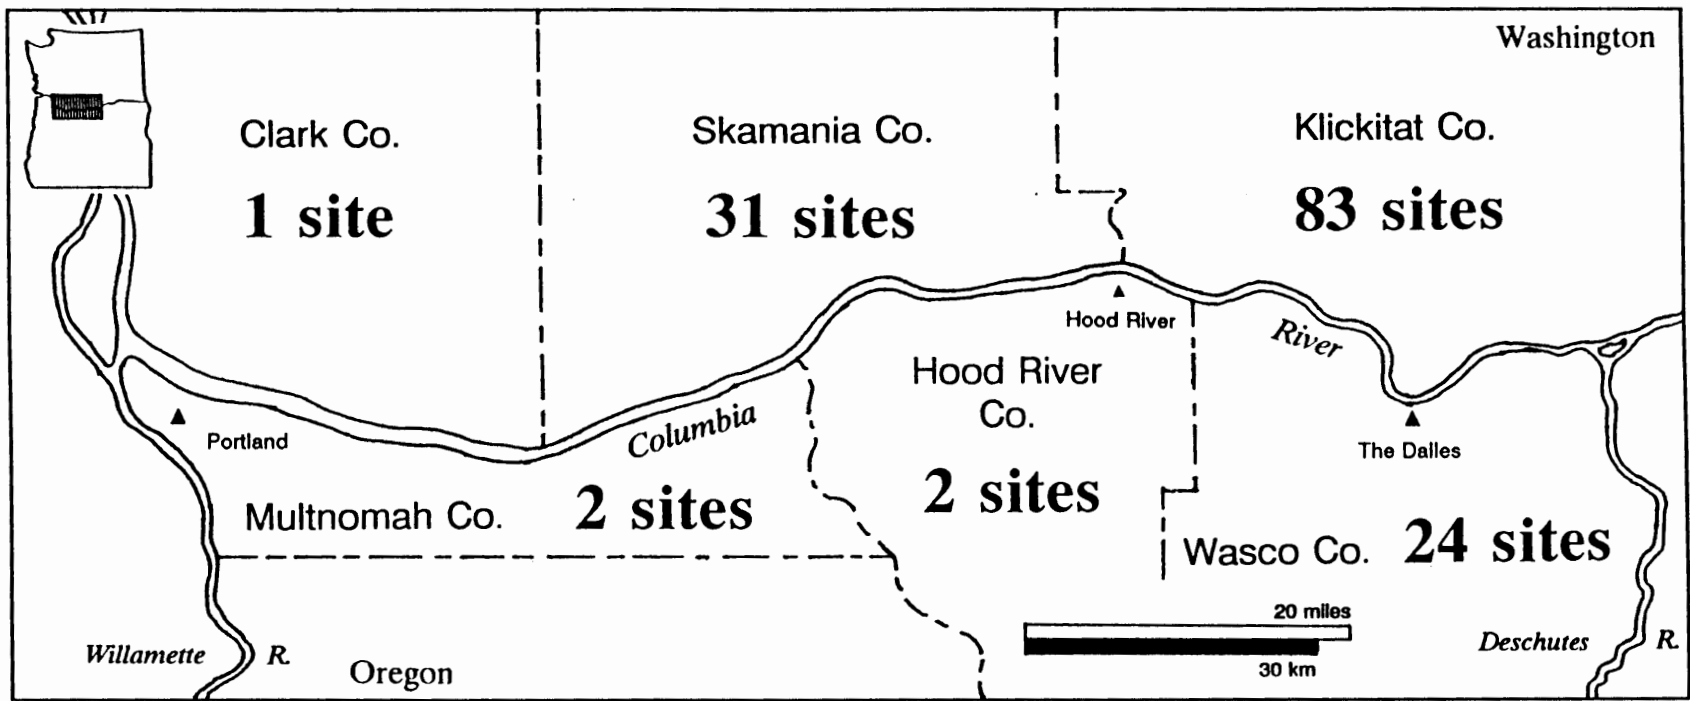 Washington
Clark Co.
1 site
Skamania Co.
31 sites
Klickitat Co.
83 sites
Hood River
River
Columbia
Portland
Hood River
Co.
2 sites
The Dalles
Multnomah Co.
2 sites
Wasco Co.
24 sites
20 miles
30 km
Willamette R.
Oregon
Deschutes R.